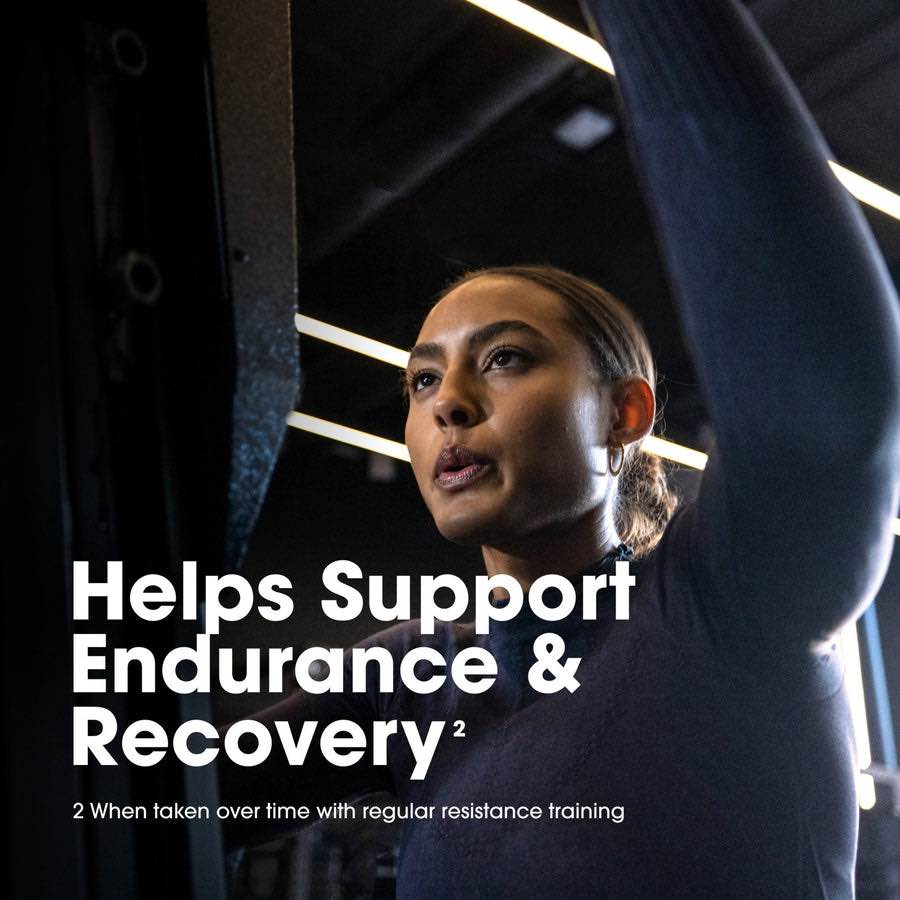 Helps Support
Endurance &
Recovery²
2 When taken over time with regular resistance training